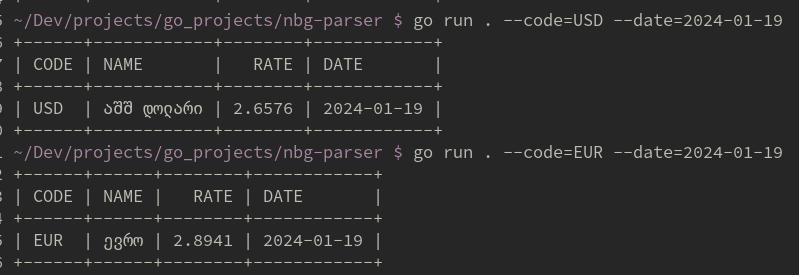 ~/Dev/projects/go_projects/nbg-parser $ go run . --code=USD --date=2024-01-19
+------+------------+--------+------------+
| CODE | NAME       |   RATE | DATE       |
+------+------------+--------+------------+
| USD  | აშშ დოლარი | 2.6576 | 2024-01-19 |
+------+------------+--------+------------+
~/Dev/projects/go_projects/nbg-parser $ go run . --code=EUR --date=2024-01-19
+------+------+--------+------------+
| CODE | NAME |   RATE | DATE       |
+------+------+--------+------------+
| EUR  | ევრო | 2.8941 | 2024-01-19 |
+------+------+--------+------------+